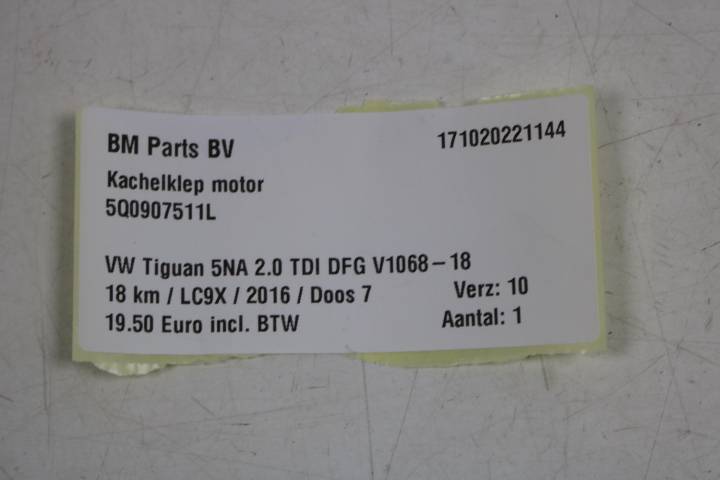 BM Parts BV 171020221144
Kachelklep motor
5Q0907511L
VW Tiguan 5NA 2.0 TDI DFG V1068-18
18 km / LC9X / 2016 / Doos 7 Verz: 10
19.50 Euro incl. BTW Aantal: 1